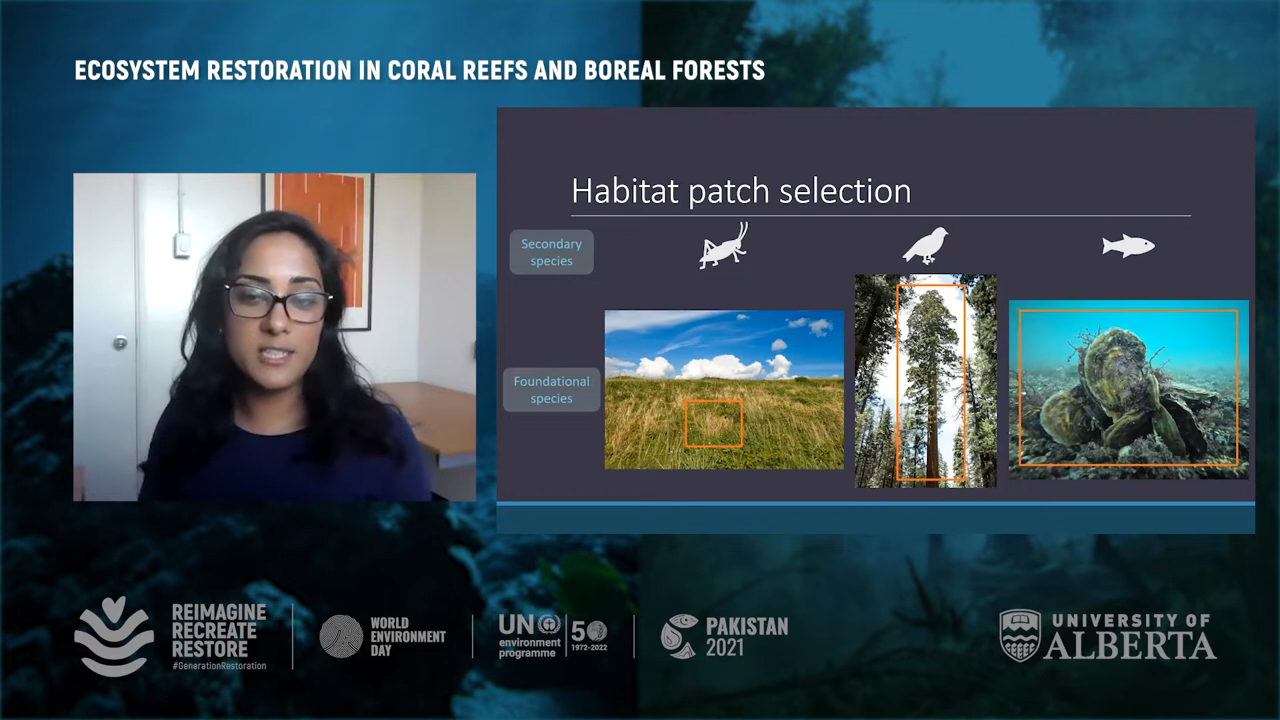 ECOSYSTEM RESTORATION IN CORAL REEFS AND BOREAL FORESTS
Habitat patch selection
Secondary
species
Foundational
species
REIMAGINE
RECREATE
RESTORE
#GenerationRestoration
WORLD
ENVIRONMENT
DAY
UN
environment
programme
50
1972-2022
PAKISTAN
2021
UNIVERSITY OF
ALBERTA